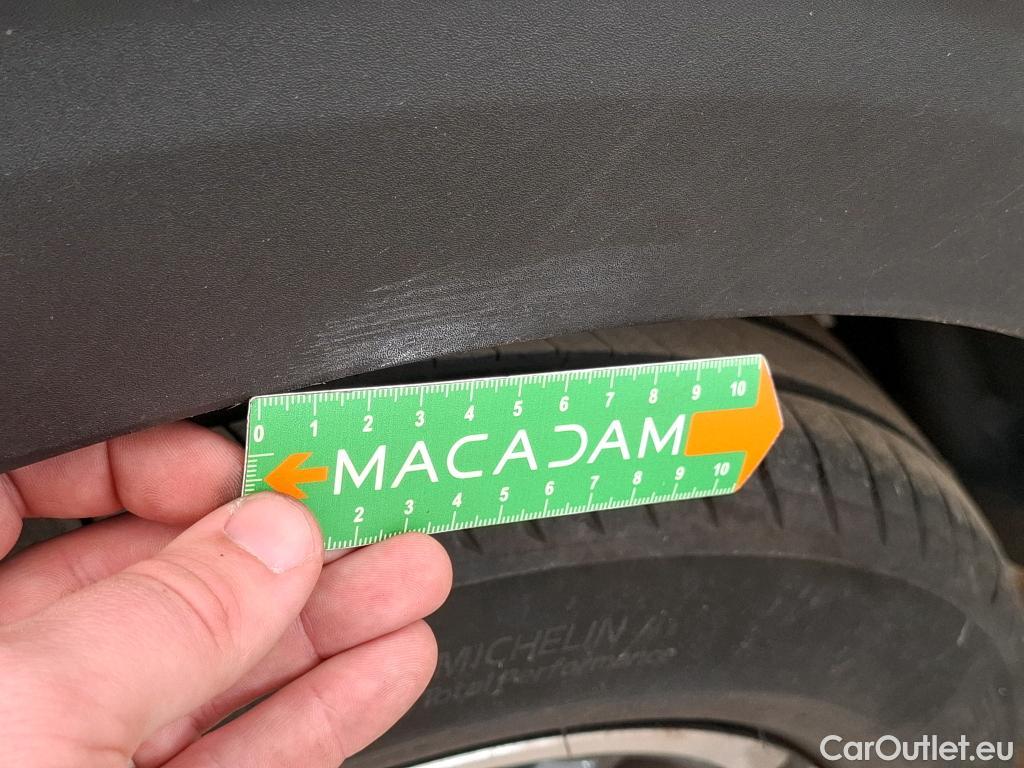 0 1 2 3 4 5 6 7 8 9 10
MACADAM
2 3 4 5 6 7 8 9 10
MICHELIN
total performance
CarOutlet.eu